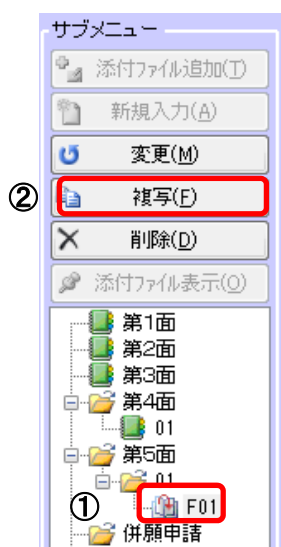 サブメニュー
添付ファイル追加(T)
新規入力(A)
変更(M)
② 複写(F)
削除(D)
添付ファイル表示(O)
第1面
第2面
第3面
第4面
01
第5面
01
① F01
併願申請